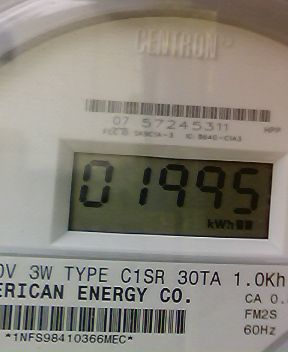 CENTRON
07 57245311 HPP
01995
kWh
0V 3W TYPE C1SR 30TA 1.0Kh
ERICAN ENERGY CO.
CA 0.
FM2S
60Hz
*1NFS98410366MEC*